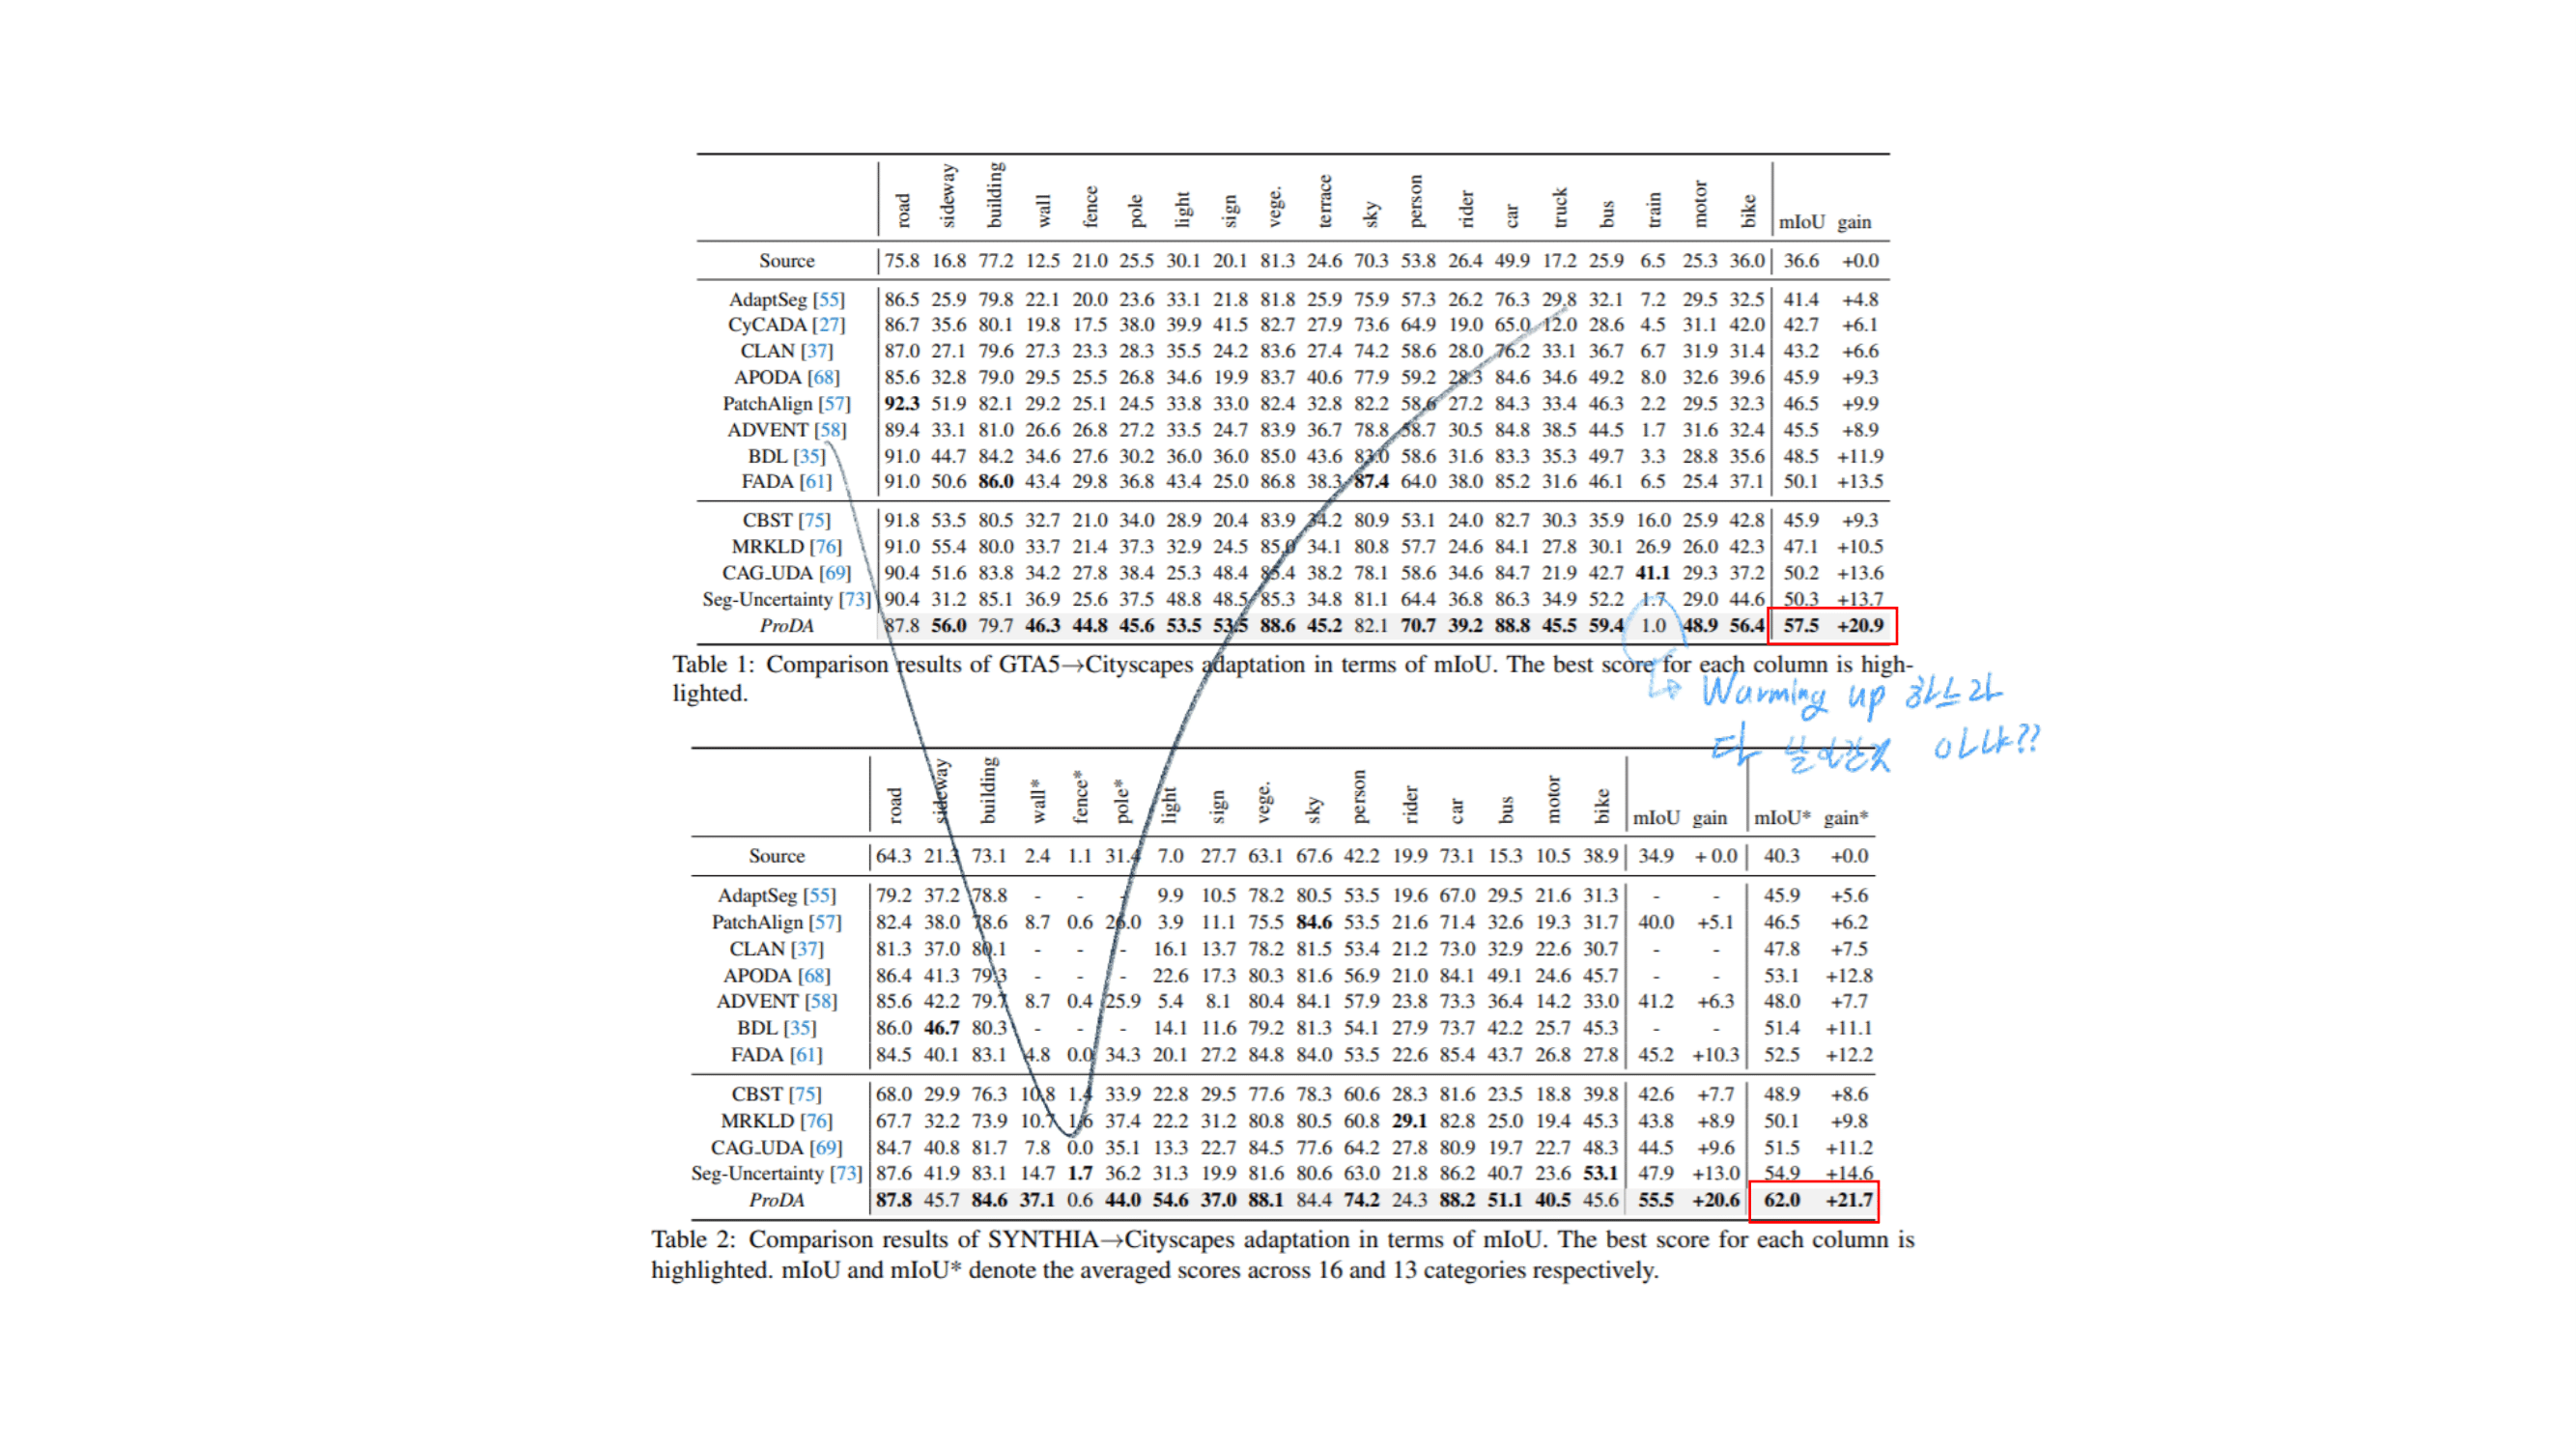 road sideway building wall fence pole light sign vege. terrace sky person rider car truck bus train motor bike mIoU gain
Source 75.8 16.8 77.2 12.5 21.0 25.5 30.1 20.1 81.3 24.6 70.3 53.8 26.4 49.9 17.2 25.9 6.5 25.3 36.0 36.6 +0.0
AdaptSeg [55] 86.5 25.9 79.8 22.1 20.0 23.6 33.1 21.8 81.8 25.9 75.9 57.3 26.2 76.3 29.8 32.1 7.2 29.5 32.5 41.4 +4.8
CyCADA [27] 86.7 35.6 80.1 19.8 17.5 38.0 39.9 41.5 82.7 27.9 73.6 64.9 19.0 65.0 12.0 28.6 4.5 31.1 42.0 42.7 +6.1
CLAN [37] 87.0 27.1 79.6 27.3 23.3 28.3 35.5 24.2 83.6 27.4 74.2 58.6 28.0 76.2 33.1 36.7 6.7 31.9 31.4 43.2 +6.6
APODA [68] 85.6 32.8 79.0 29.5 25.5 26.8 34.6 19.9 83.7 40.6 77.9 59.2 28.3 84.6 34.6 49.2 8.0 32.6 39.6 45.9 +9.3
PatchAlign [57] 92.3 51.9 82.1 29.2 25.1 24.5 33.8 33.0 82.4 32.8 82.2 58.6 27.2 84.3 33.4 46.3 2.2 29.5 32.3 46.5 +9.9
ADVENT [58] 89.4 33.1 81.0 26.6 26.8 27.2 33.5 24.7 83.9 36.7 78.8 58.7 30.5 84.8 38.5 44.5 1.7 31.6 32.4 45.5 +8.9
BDL [35] 91.0 44.7 84.2 34.6 27.6 30.2 36.0 36.0 85.0 43.6 83.0 58.6 31.6 83.3 35.3 49.7 3.3 28.8 35.6 48.5 +11.9
FADA [61] 91.0 50.6 86.0 43.4 29.8 36.8 43.4 25.0 86.8 38.3 87.4 64.0 38.0 85.2 31.6 46.1 6.5 25.4 37.1 50.1 +13.5
CBST [75] 91.8 53.5 80.5 32.7 21.0 34.0 28.9 20.4 83.9 34.2 80.9 53.1 24.0 82.7 30.3 35.9 16.0 25.9 42.8 45.9 +9.3
MRKLD [76] 91.0 55.4 80.0 33.7 21.4 37.3 32.9 24.5 85.0 34.1 80.8 57.7 24.6 84.1 27.8 30.1 26.9 26.0 42.3 47.1 +10.5
CAG_UDA [69] 90.4 51.6 83.8 34.2 27.8 38.4 25.3 48.4 85.4 38.2 78.1 58.6 34.6 84.7 21.9 42.7 41.1 29.3 37.2 50.2 +13.6
Seg-Uncertainty [73] 90.4 31.2 85.1 36.9 25.6 37.5 48.8 48.5 85.3 34.8 81.1 64.4 36.8 86.3 34.9 52.2 1.7 29.0 44.6 50.3 +13.7
ProDA 87.8 56.0 79.7 46.3 44.8 45.6 53.5 53.5 88.6 45.2 82.1 70.7 39.2 88.8 45.5 59.4 1.0 48.9 56.4 57.5 +20.9
Table 1: Comparison results of GTA5→Cityscapes adaptation in terms of mIoU. The best score for each column is high-
lighted.
Warming up 하느라
다 아냐??
road sideway building wall* fence* pole* light sign vege. sky person rider car bus motor bike mIoU gain mIoU* gain*
Source 64.3 21.3 73.1 2.4 1.1 31.4 7.0 27.7 63.1 67.6 42.2 19.9 73.1 15.3 10.5 38.9 34.9 + 0.0 40.3 +0.0
AdaptSeg [55] 79.2 37.2 78.8 - - - 9.9 10.5 78.2 80.5 53.5 19.6 67.0 29.5 21.6 31.3 - - 45.9 +5.6
PatchAlign [57] 82.4 38.0 78.6 8.7 0.6 26.0 3.9 11.1 75.5 84.6 53.5 21.6 71.4 32.6 19.3 31.7 40.0 +5.1 46.5 +6.2
CLAN [37] 81.3 37.0 80.1 - - - 16.1 13.7 78.2 81.5 53.4 21.2 73.0 32.9 22.6 30.7 - - 47.8 +7.5
APODA [68] 86.4 41.3 79.3 - - - 22.6 17.3 80.3 81.6 56.9 21.0 84.1 49.1 24.6 45.7 - - 53.1 +12.8
ADVENT [58] 85.6 42.2 79.7 8.7 0.4 25.9 5.4 8.1 80.4 84.1 57.9 23.8 73.3 36.4 14.2 33.0 41.2 +6.3 48.0 +7.7
BDL [35] 86.0 46.7 80.3 - - - 14.1 11.6 79.2 81.3 54.1 27.9 73.7 42.2 25.7 45.3 - - 51.4 +11.1
FADA [61] 84.5 40.1 83.1 4.8 0.0 34.3 20.1 27.2 84.8 84.0 53.5 22.6 85.4 43.7 26.8 27.8 45.2 +10.3 52.5 +12.2
CBST [75] 68.0 29.9 76.3 10.8 1.4 33.9 22.8 29.5 77.6 78.3 60.6 28.3 81.6 23.5 18.8 39.8 42.6 +7.7 48.9 +8.6
MRKLD [76] 67.7 32.2 73.9 10.7 1.6 37.4 22.2 31.2 80.8 80.5 60.8 29.1 82.8 25.0 19.4 45.3 43.8 +8.9 50.1 +9.8
CAG_UDA [69] 84.7 40.8 81.7 7.8 0.0 35.1 13.3 22.7 84.5 77.6 64.2 27.8 80.9 19.7 22.7 48.3 44.5 +9.6 51.5 +11.2
Seg-Uncertainty [73] 87.6 41.9 83.1 14.7 1.7 36.2 31.3 19.9 81.6 80.6 63.0 21.8 86.2 40.7 23.6 53.1 47.9 +13.0 54.9 +14.6
ProDA 87.8 45.7 84.6 37.1 0.6 44.0 54.6 37.0 88.1 84.4 74.2 24.3 88.2 51.1 40.5 45.6 55.5 +20.6 62.0 +21.7
Table 2: Comparison results of SYNTHIA→Cityscapes adaptation in terms of mIoU. The best score for each column is
highlighted. mIoU and mIoU* denote the averaged scores across 16 and 13 categories respectively.